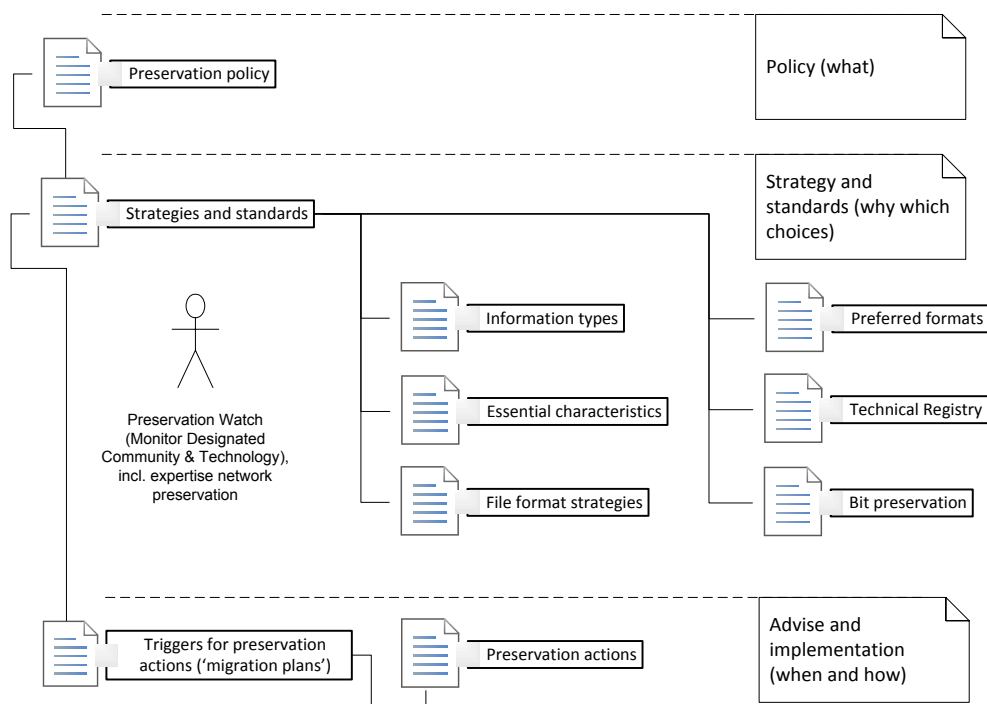 Preservation policy
Policy (what)
Strategies and standards
Strategy and
standards (why which
choices)
Information types
Preferred formats
Essential characteristics
Technical Registry
Preservation Watch
(Monitor Designated
Community & Technology),
incl. expertise network
preservation
File format strategies
Bit preservation
Triggers for preservation
actions (‘migration plans’)
Preservation actions
Advise and
implementation
(when and how)